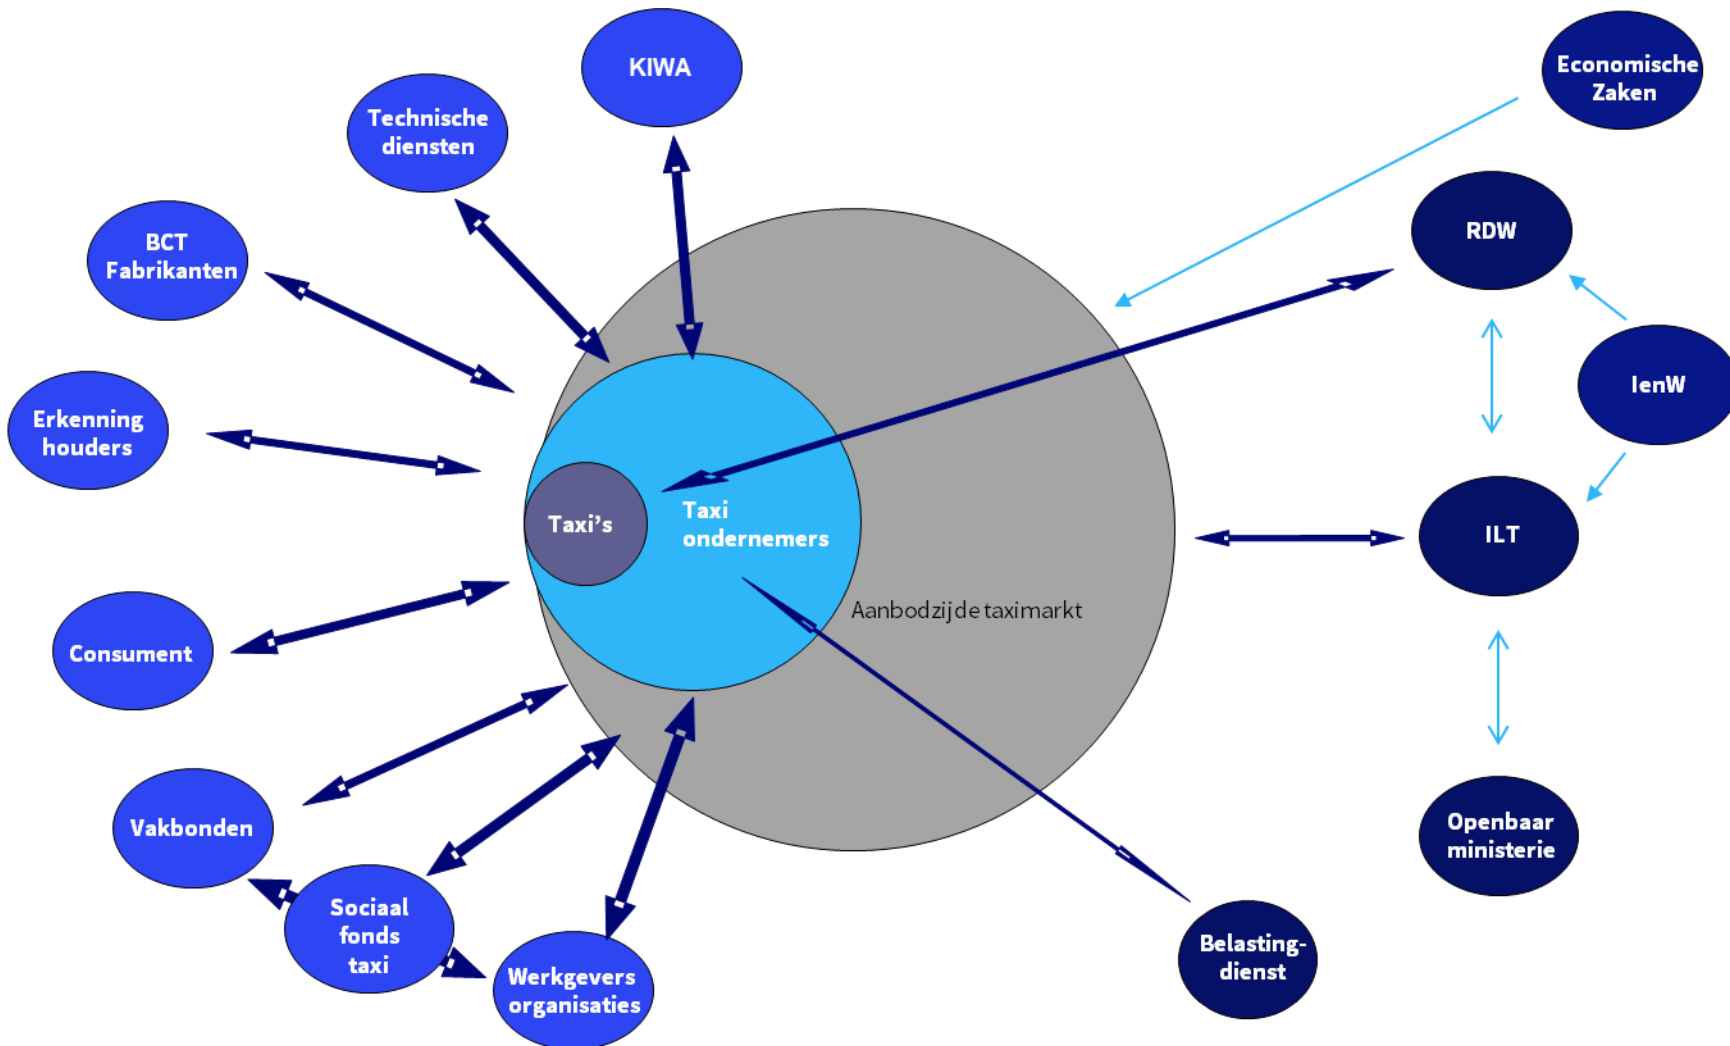 KIWA
Technische
diensten
BCT
Fabrikanten
Erkenning
houders
Consument
Vakbonden
Sociaal
fonds
taxi
Werkgevers
organisaties
Taxi's
Taxi
ondernemers
Aanbodzijde taximarkt
Economische
Zaken
RDW
IenW
ILT
Openbaar
ministerie
Belasting-
dienst